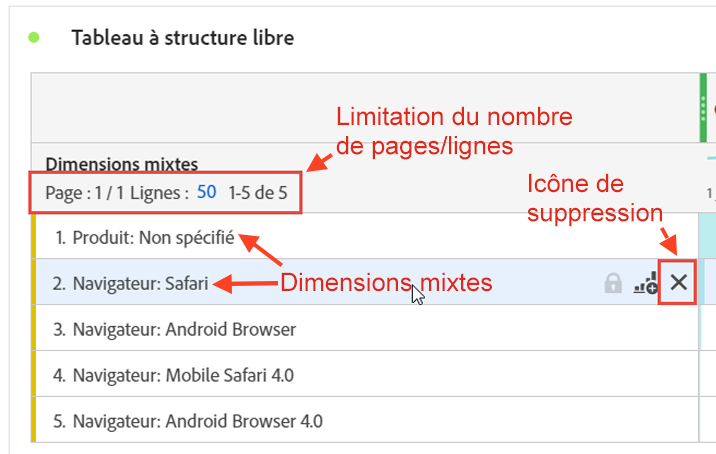 Tableau à structure libre
Limitation du nombre
de pages/lignes
Dimensions mixtes
Page : 1 / 1 Lignes : 50 1-5 de 5
Icône de
suppression
1. Produit: Non spécifié
2. Navigateur: Safari
Dimensions mixtes
3. Navigateur: Android Browser
4. Navigateur: Mobile Safari 4.0
5. Navigateur: Android Browser 4.0